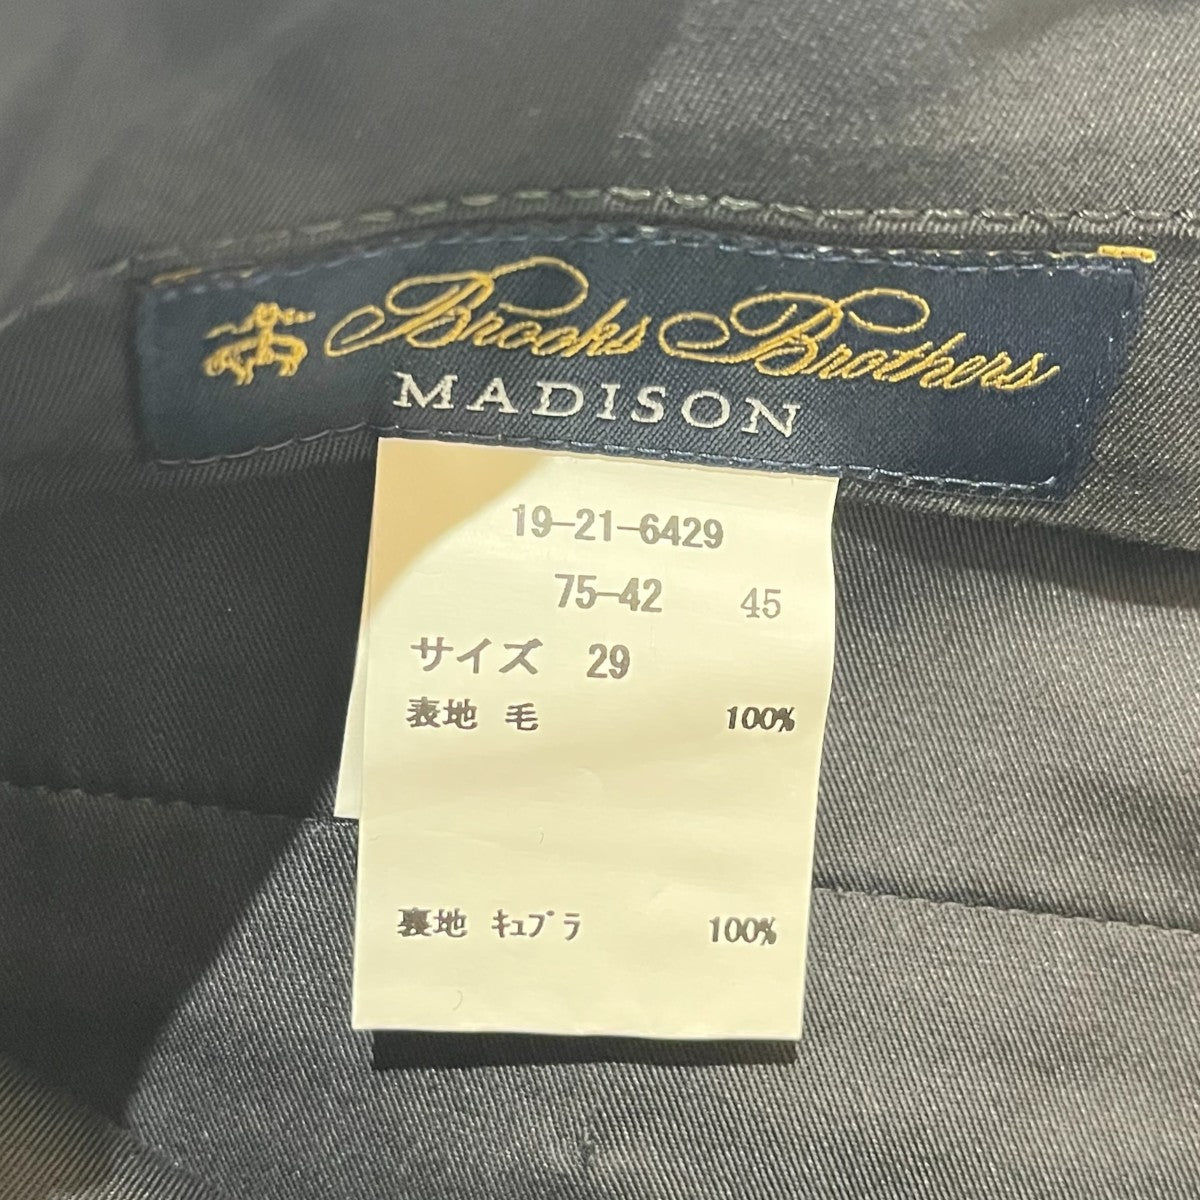 Brooks Brothers
MADISON
19-21-6429
75-42 45
サイズ 29
表地 毛 100%
裏地 ｷｭﾌﾟﾗ 100%